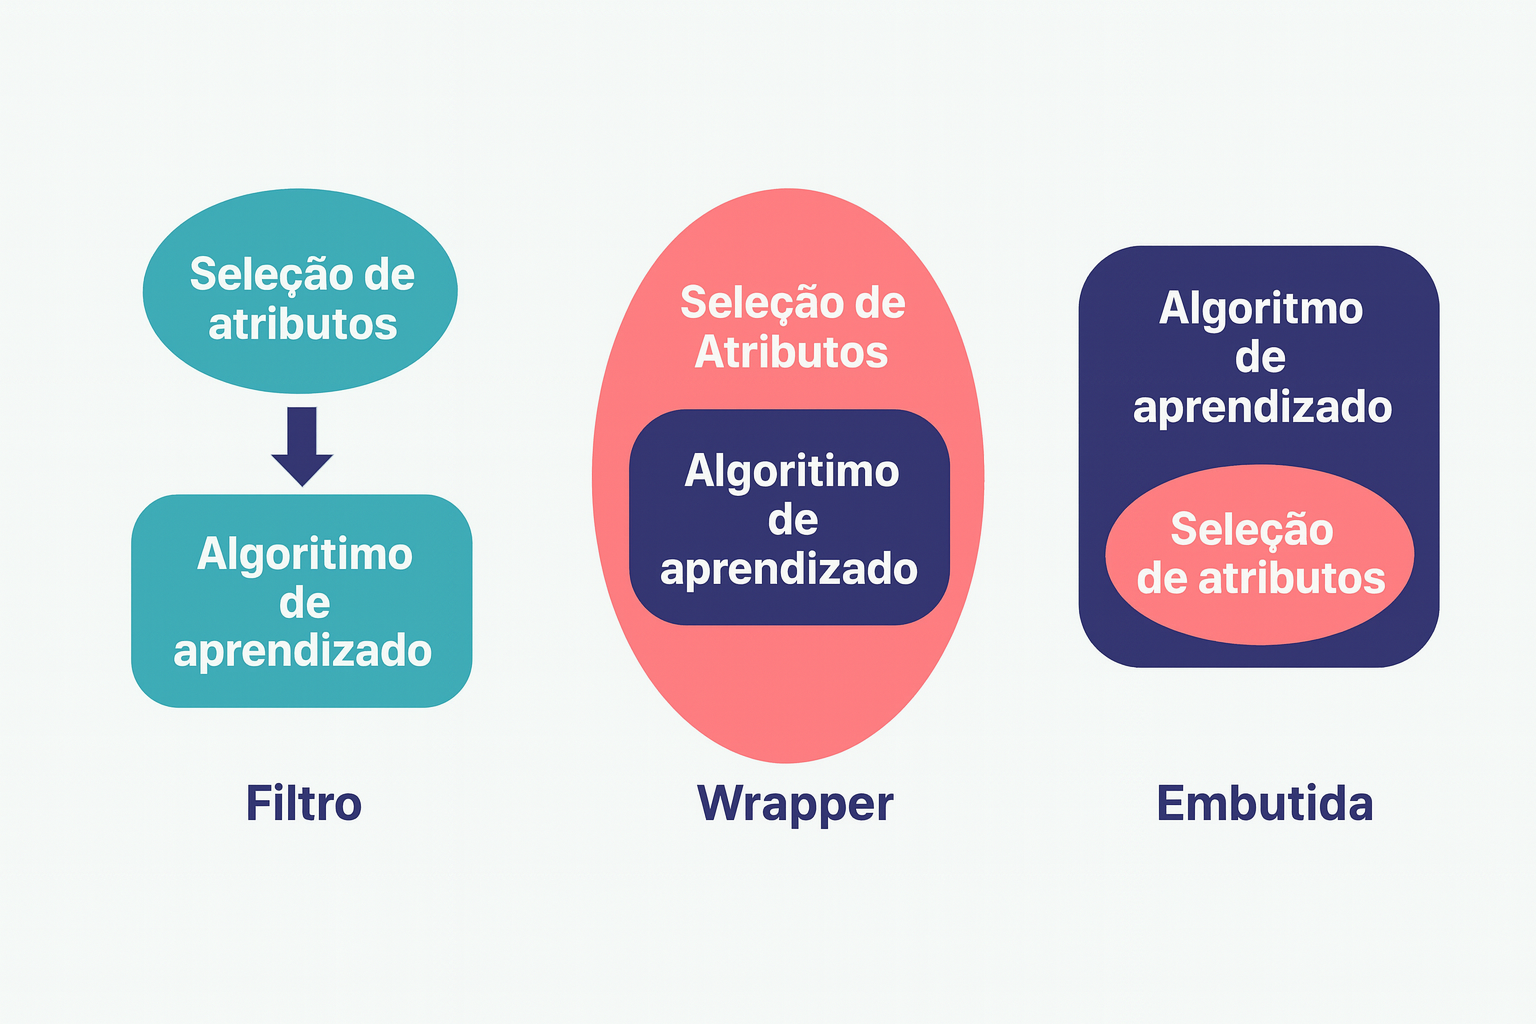 Seleção de
atributos
Algoritimo
de
aprendizado
Filtro
Seleção de
Atributos
Algoritimo
de
aprendizado
Wrapper
Algoritmo
de
aprendizado
Seleção
de atributos
Embutida